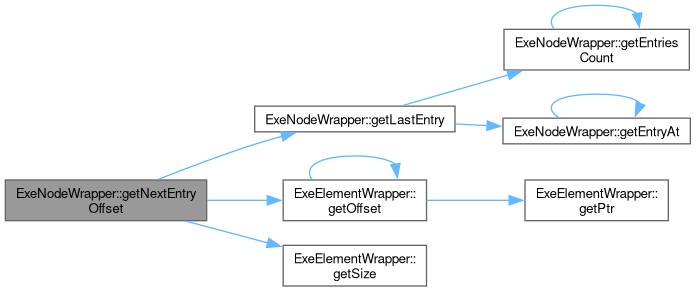 ExeNodeWrapper::getEntries
Count
ExeNodeWrapper::getLastEntry
ExeNodeWrapper::getEntryAt
ExeNodeWrapper::getNextEntry
Offset
ExeElementWrapper::
getOffset
ExeElementWrapper::
getPtr
ExeElementWrapper::
getSize